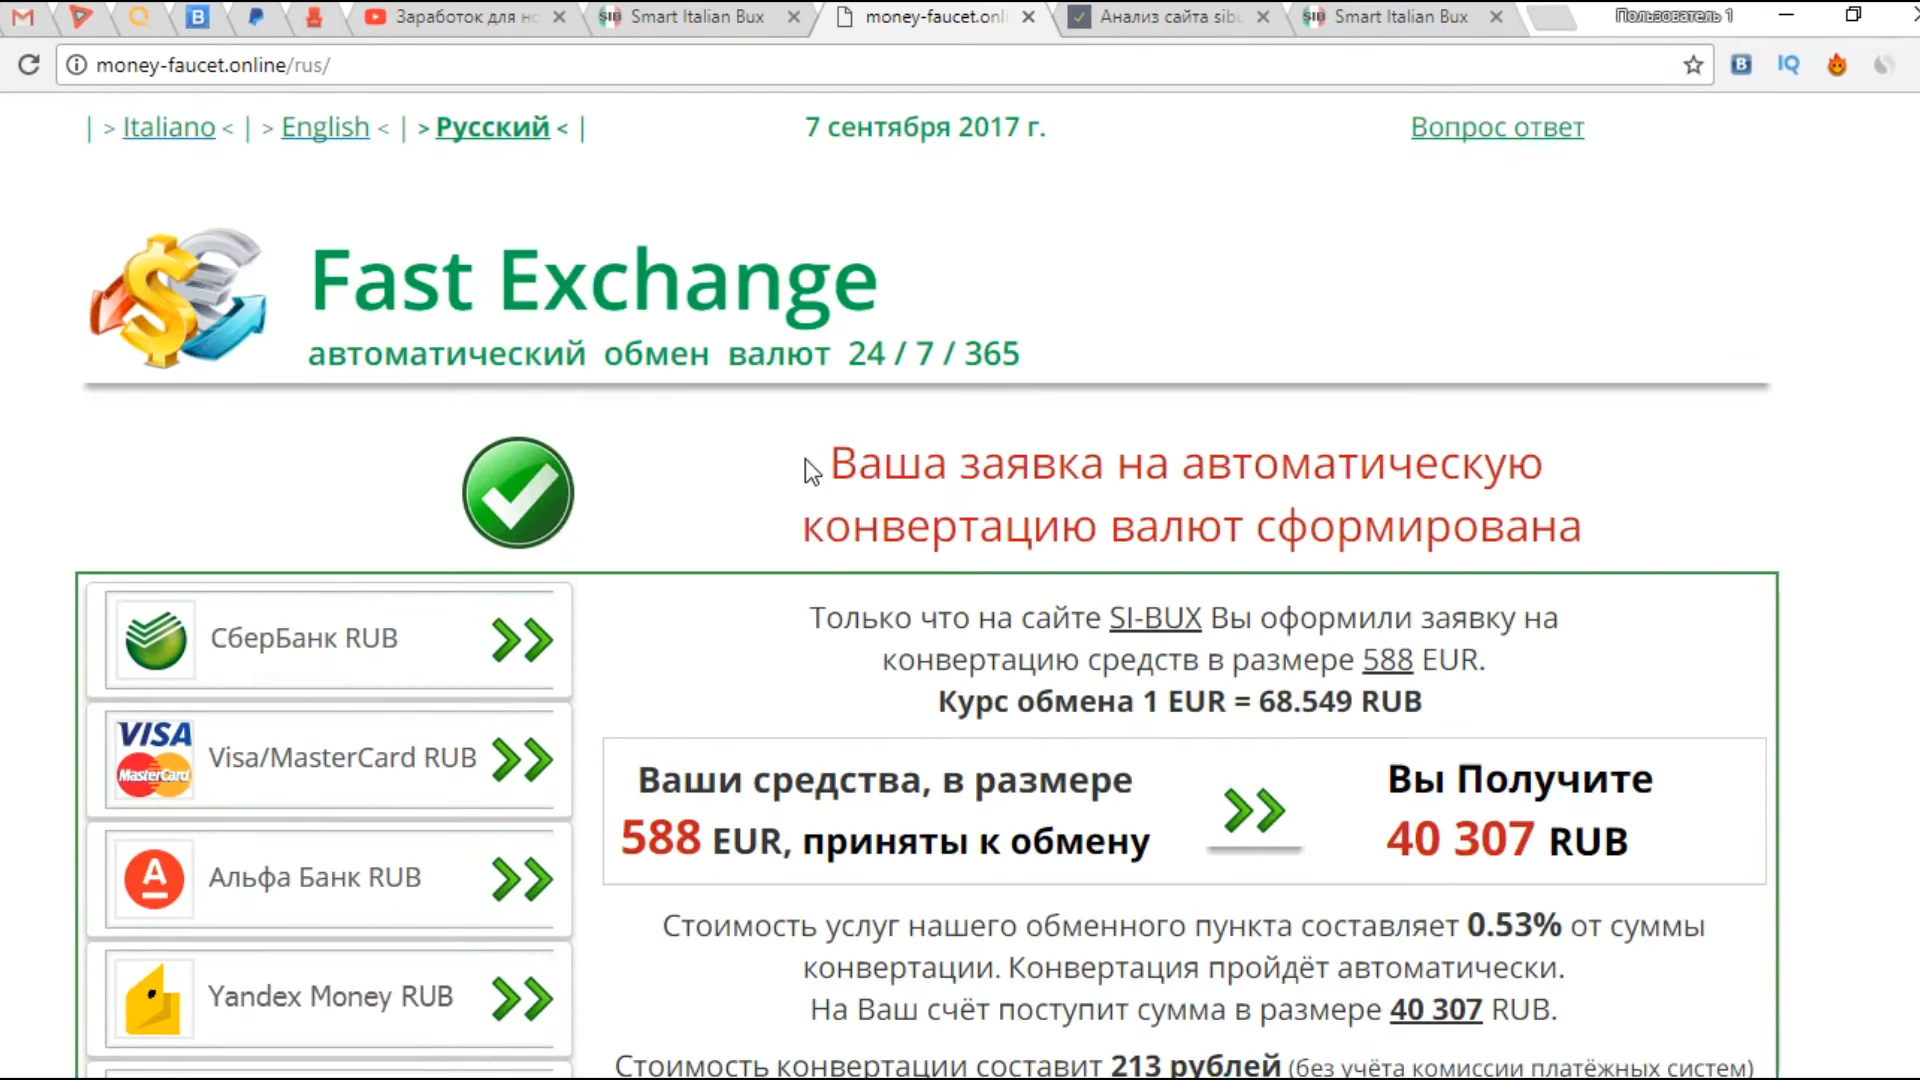 Заработок для но
SIB Smart Italian Bux
money-faucet.onl
Анализ сайта sibu
SIB Smart Italian Bux
Пользователь 1
money-faucet.online/rus/
IQ
| > Italiano < | > English < | > Русский < |
7 сентября 2017 г.
Вопрос ответ
Fast Exchange
автоматический обмен валют 24 / 7 / 365
Ваша заявка на автоматическую
конвертацию валют сформирована
СберБанк RUB
VISA
MasterCard
Visa/MasterCard RUB
Альфа Банк RUB
Yandex Money RUB
Только что на сайте SI-BUX Вы оформили заявку на
конвертацию средств в размере 588 EUR.
Курс обмена 1 EUR = 68.549 RUB
Ваши средства, в размере
588 EUR, приняты к обмену
Вы Получите
40 307 RUB
Стоимость услуг нашего обменного пункта составляет 0.53% от суммы
конвертации. Конвертация пройдёт автоматически.
На Ваш счёт поступит сумма в размере 40 307 RUB.
Стоимость конвертации составит 213 рублей (без учёта комиссии платёжных систем)